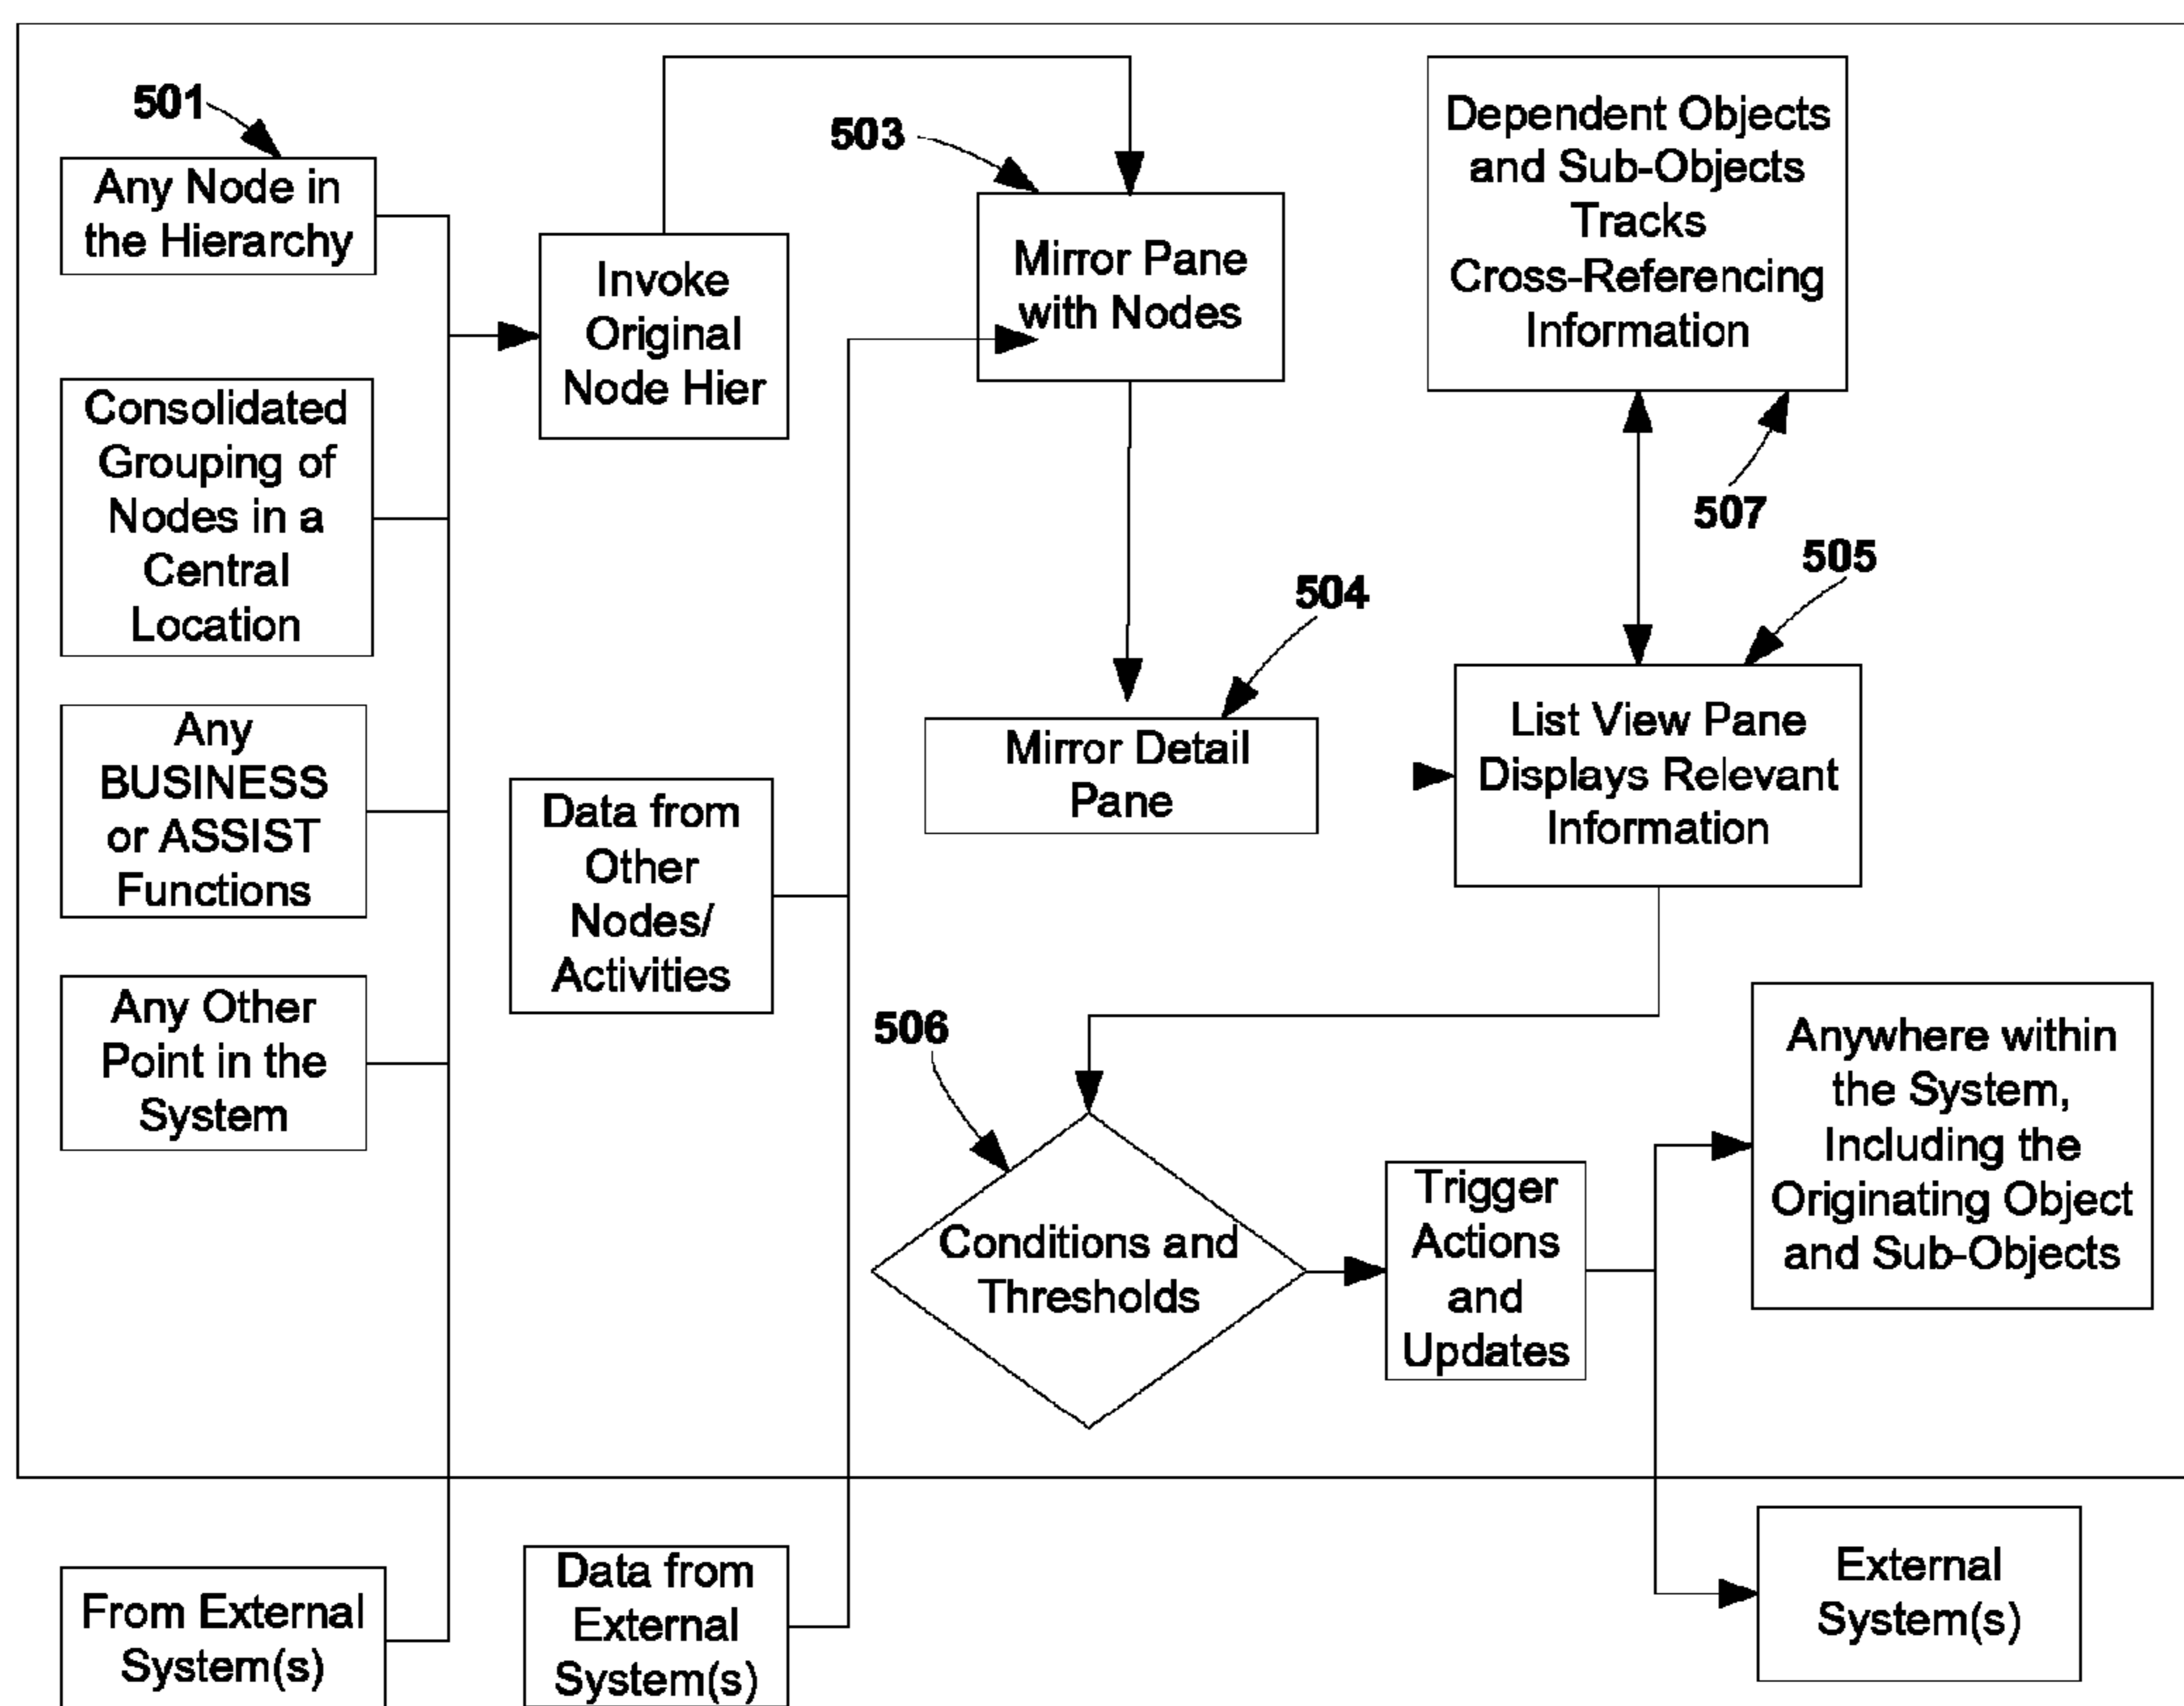 501
Any Node in
the Hierarchy
Consolidated
Grouping of
Nodes in a
Central
Location
Any
BUSINESS
or ASSIST
Functions
Any Other
Point in the
System
From External
System(s)
Invoke
Original
Node Hier
Data from
Other
Nodes/
Activities
Data from
External
System(s)
503
Mirror Pane
with Nodes
504
Mirror Detail
Pane
Dependent Objects
and Sub-Objects
Tracks
Cross-Referencing
Information
507
505
List View Pane
Displays Relevant
Information
506
Conditions and
Thresholds
Trigger
Actions
and
Updates
Anywhere within
the System,
Including the
Originating Object
and Sub-Objects
External
System(s)